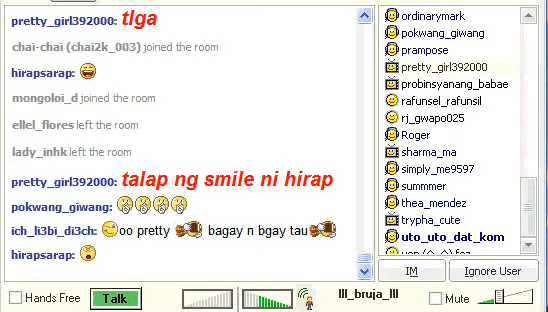 pretty_girl392000: tlga
chai-chai (chai2k_003) joined the room
hirapsarap:
mongoloi_d joined the room
ellel_flores left the room
lady_inhk left the room
pretty_girl392000: talap ng smile ni hirap
pokwang_giwang:
ich_li3bi_di3ch: oo pretty bagay n bgay tau
hirapsarap:
ordinarymark
pokwang_giwang
prampose
pretty_girl392000
probinsyanang_babae
rafunsel_rafunsil
rj_gwapo025
Roger
sharma_ma
simply_me9597
summmer
thea_mendez
trypha_cute
uto_uto_dat_kom
IM
Ignore User
Hands Free
Talk
lll_bruja_lll
Mute